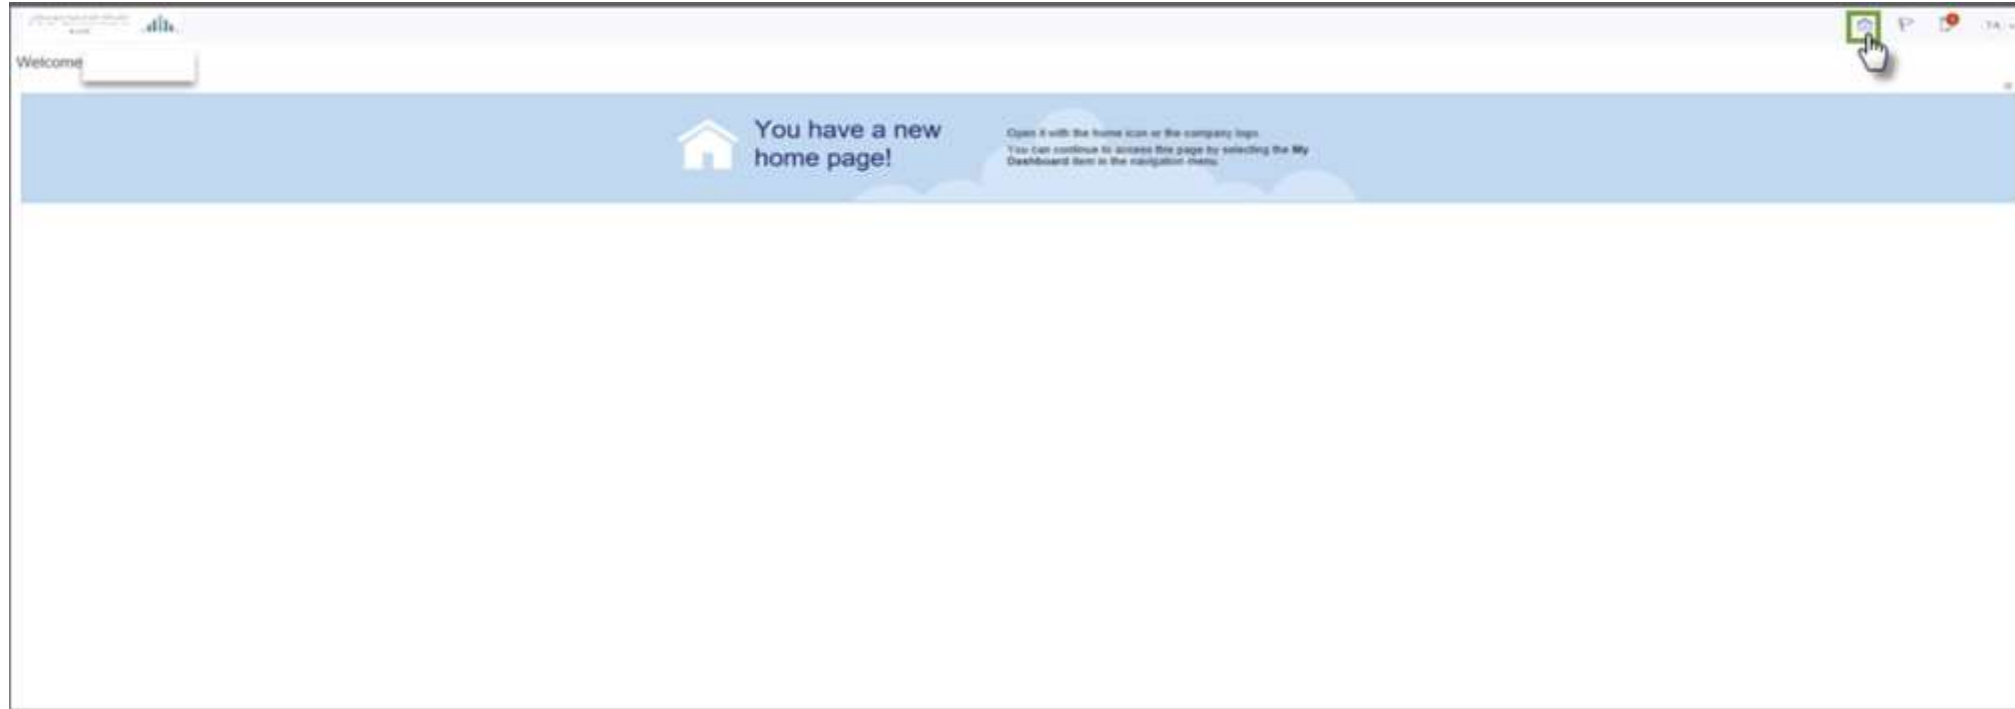 Welcome
You have a new
home page!
Open it with the home icon or the company logo.
You can continue to access this page by selecting the My
Dashboard item in the navigation menu.